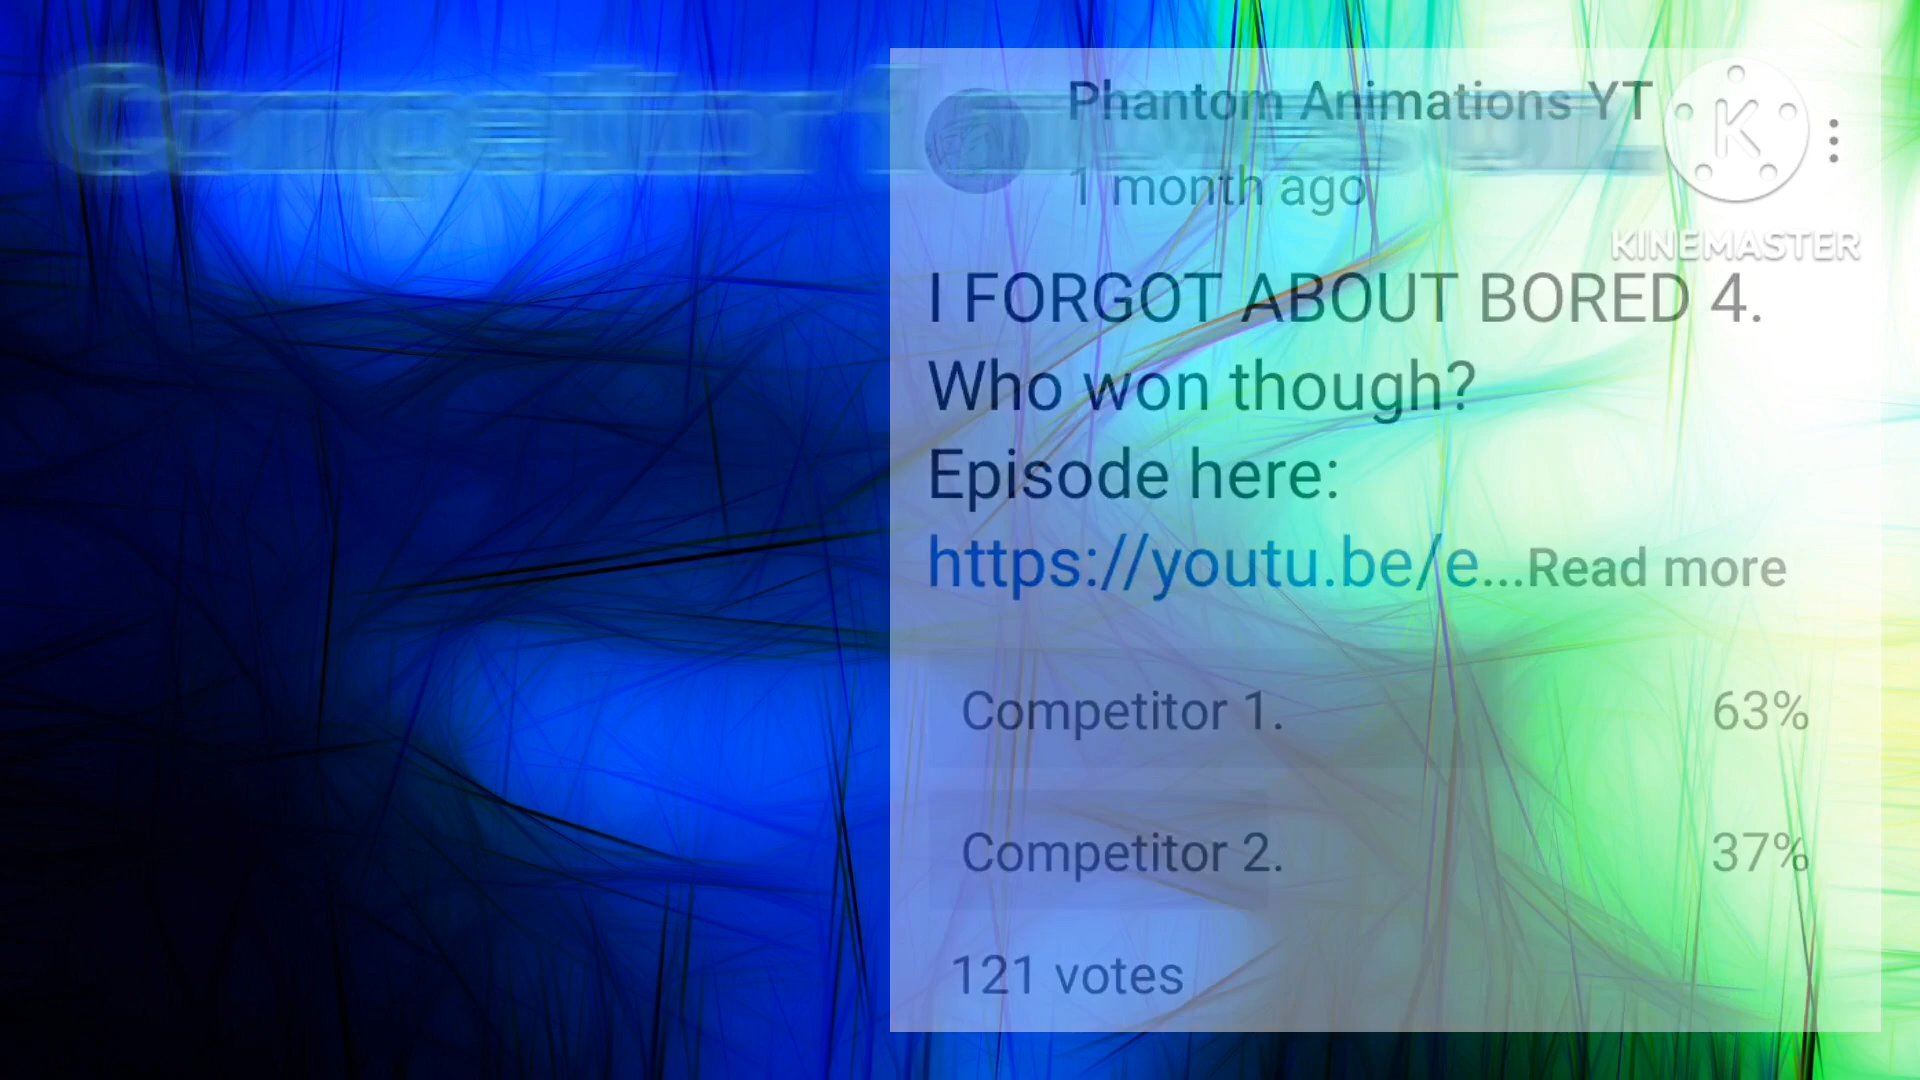 Phantom Animations YT
1 month ago
K
KINEMASTER
I FORGOT ABOUT BORED 4.
Who won though?
Episode here:
https://youtu.be/e...Read more
Competitor 1. 63%
Competitor 2. 37%
121 votes